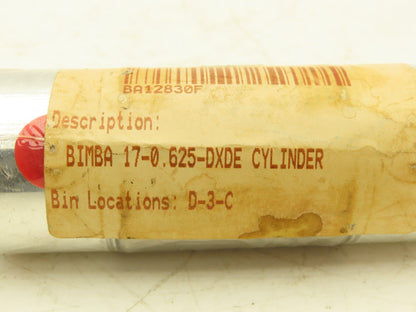 BA12830F
Description:
BIMBA 17-0.625-DXDE CYLINDER
Bin Locations: D-3-C